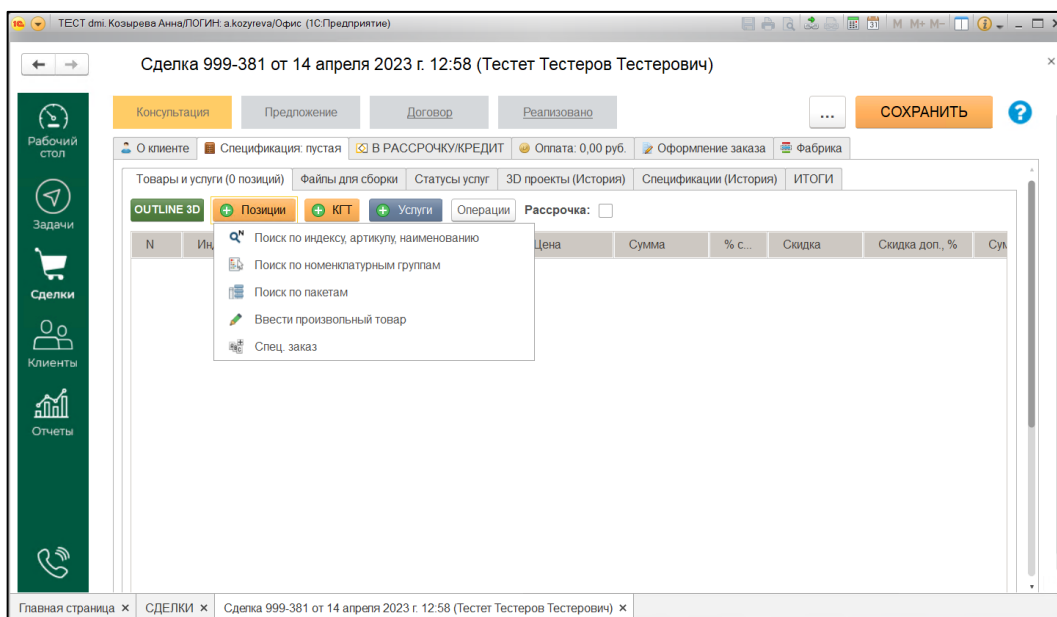 ТЕСТ dmi. Козырева Анна/ЛОГИН: a.kozyreva/Офис (1С:Предприятие)
M M+ M-
Сделка 999-381 от 14 апреля 2023 г. 12:58 (Тестет Тестеров Тестерович)
Консультация Предложение Договор Реализовано ... СОХРАНИТЬ ?
Рабочий стол
Задачи
Сделки
Клиенты
Отчеты
О клиенте Спецификация: пустая В РАССРОЧКУ/КРЕДИТ Оплата: 0,00 руб. Оформление заказа Фабрика
Товары и услуги (0 позиций) Файлы для сборки Статусы услуг 3D проекты (История) Спецификации (История) ИТОГИ
OUTLINE 3D Позиции КГТ Услуги Операции Рассрочка:
N Цена Сумма % с... Скидка Скидка доп., %
Поиск по индексу, артикулу, наименованию
Поиск по номенклатурным группам
Поиск по пакетам
Ввести произвольный товар
Спец. заказ
Главная страница × СДЕЛКИ × Сделка 999-381 от 14 апреля 2023 г. 12:58 (Тестет Тестеров Тестерович) ×